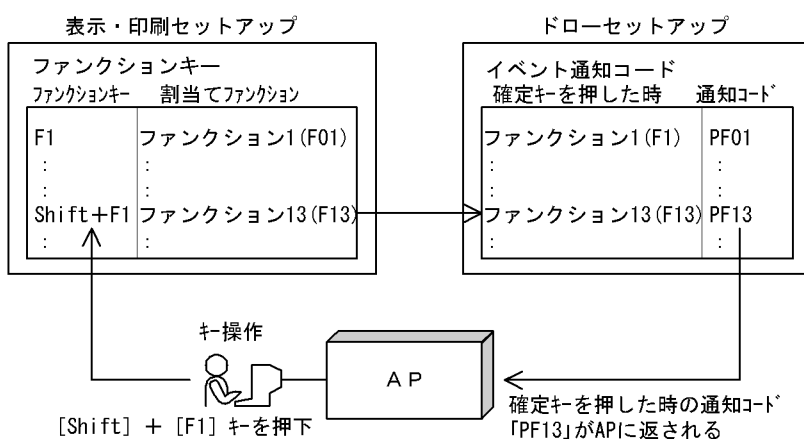 表示・印刷セットアップ
ファンクションキー
ﾌｧﾝｸｼｮﾝｷｰ 割当てﾌｧﾝｸｼｮﾝ
F1 ファンクション1(F01)
: :
: :
Shift+F1 ファンクション13(F13)
: :
ドローセットアップ
イベント通知コード
確定ｷｰを押した時 通知ｺｰﾄﾞ
ファンクション1(F1) PF01
: :
: :
ファンクション13(F13) PF13
: :
ｷｰ操作
[Shift] + [F1] ｷｰを押下
AP
確定ｷｰを押した時の通知ｺｰﾄﾞ
「PF13」がAPに返される